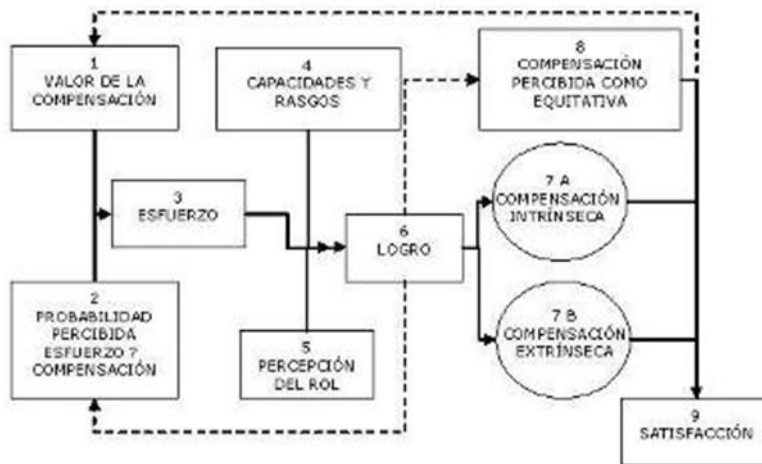 1
VALOR DE LA
COMPENSACIÓN
2
PROBABILIDAD
PERCIBIDA
ESFUERZO ?
COMPENSACIÓN
3
ESFUERZO
4
CAPACIDADES Y
RASGOS
5
PERCEPCIÓN
DEL ROL
6
LOGRO
7 A
COMPENSACIÓN
INTRÍNSECA
7 B
COMPENSACIÓN
EXTRÍNSECA
8
COMPENSACIÓN
PERCIBIDA COMO
EQUITATIVA
9
SATISFACCIÓN